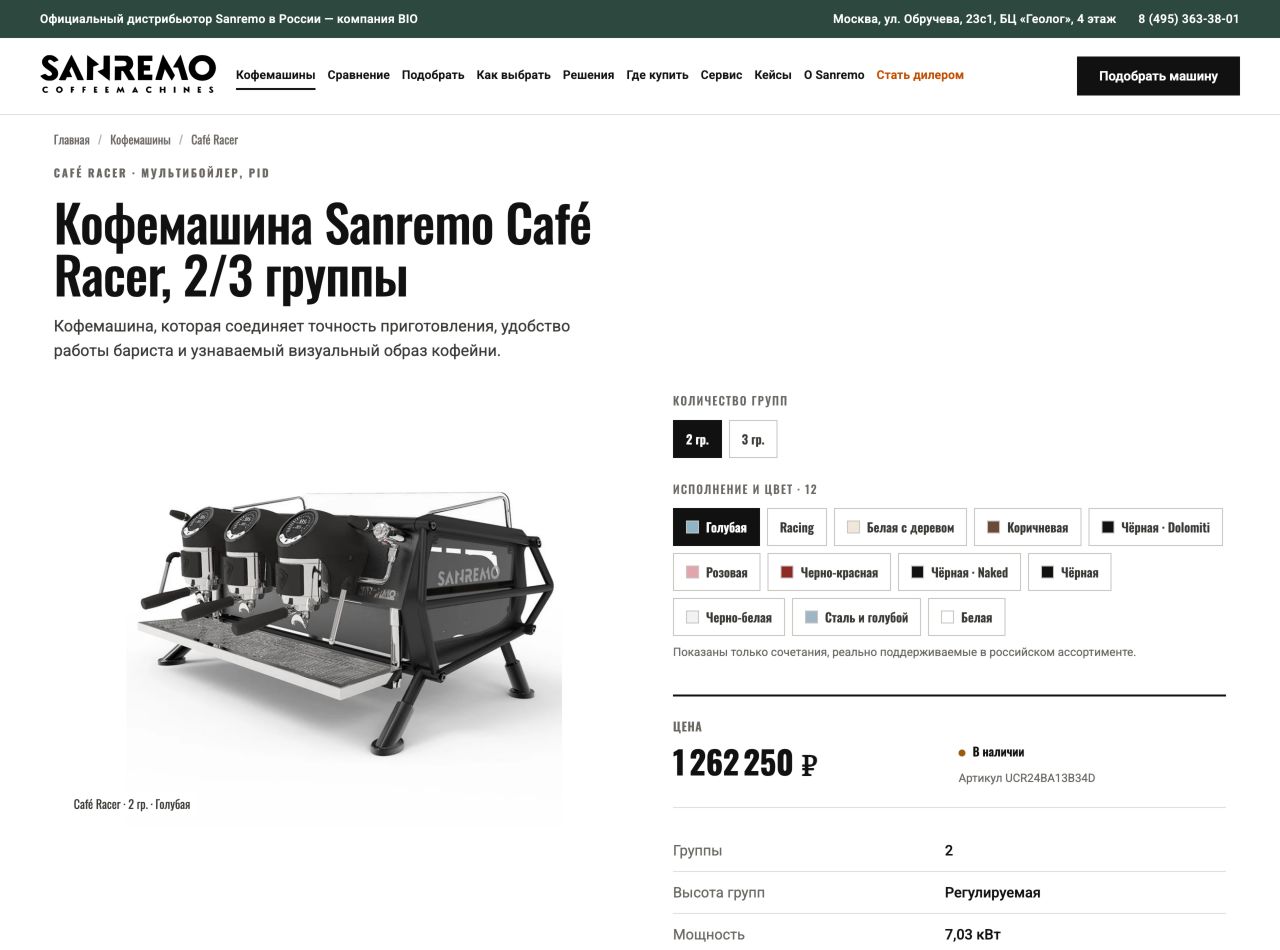 Официальный дистрибьютор Sanremo в России — компания BIO
Москва, ул. Обручева, 23с1, БЦ «Геолог», 4 этаж
8 (495) 363-38-01
SANREMO
COFFEEMACHINES
Кофемашины
Сравнение
Подобрать
Как выбрать
Решения
Где купить
Сервис
Кейсы
О Sanremo
Стать дилером
Подобрать машину
Главная / Кофемашины / Café Racer
CAFÉ RACER · МУЛЬТИБОЙЛЕР, PID
Кофемашина Sanremo Café
Racer, 2/3 группы
Кофемашина, которая соединяет точность приготовления, удобство
работы бариста и узнаваемый визуальный образ кофейни.
SANREMO
Café Racer · 2 гр. · Голубая
КОЛИЧЕСТВО ГРУПП
2 гр.
3 гр.
ИСПОЛНЕНИЕ И ЦВЕТ · 12
Голубая
Racing
Белая с деревом
Коричневая
Чёрная · Dolomiti
Розовая
Черно-красная
Чёрная · Naked
Чёрная
Черно-белая
Сталь и голубой
Белая
Показаны только сочетания, реально поддерживаемые в российском ассортименте.
ЦЕНА
1 262 250 ₽
В наличии
Артикул UCR24BA13B34D
Группы 2
Высота групп Регулируемая
Мощность 7,03 кВт